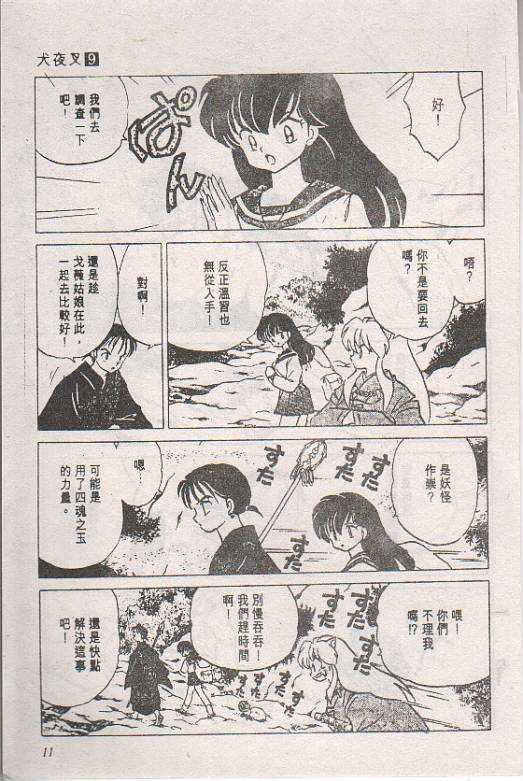 犬夜叉9
好！
ぱん
我們去
調查一下
吧！
唷？
你不是要回去
嗎？
反正溫習也
無從入手！
對啊！
還是趁
戈薇姑娘在此，
一起去比較好！
是妖怪
作祟？
すた
すた
すた
嗯…
可能是
用了四魂之玉
的力量。
喂！
你們
不理我
嗎！？
すた
すた
別慢吞吞！
我們趕時間
啊！
還是快點
解決這事
吧！
11